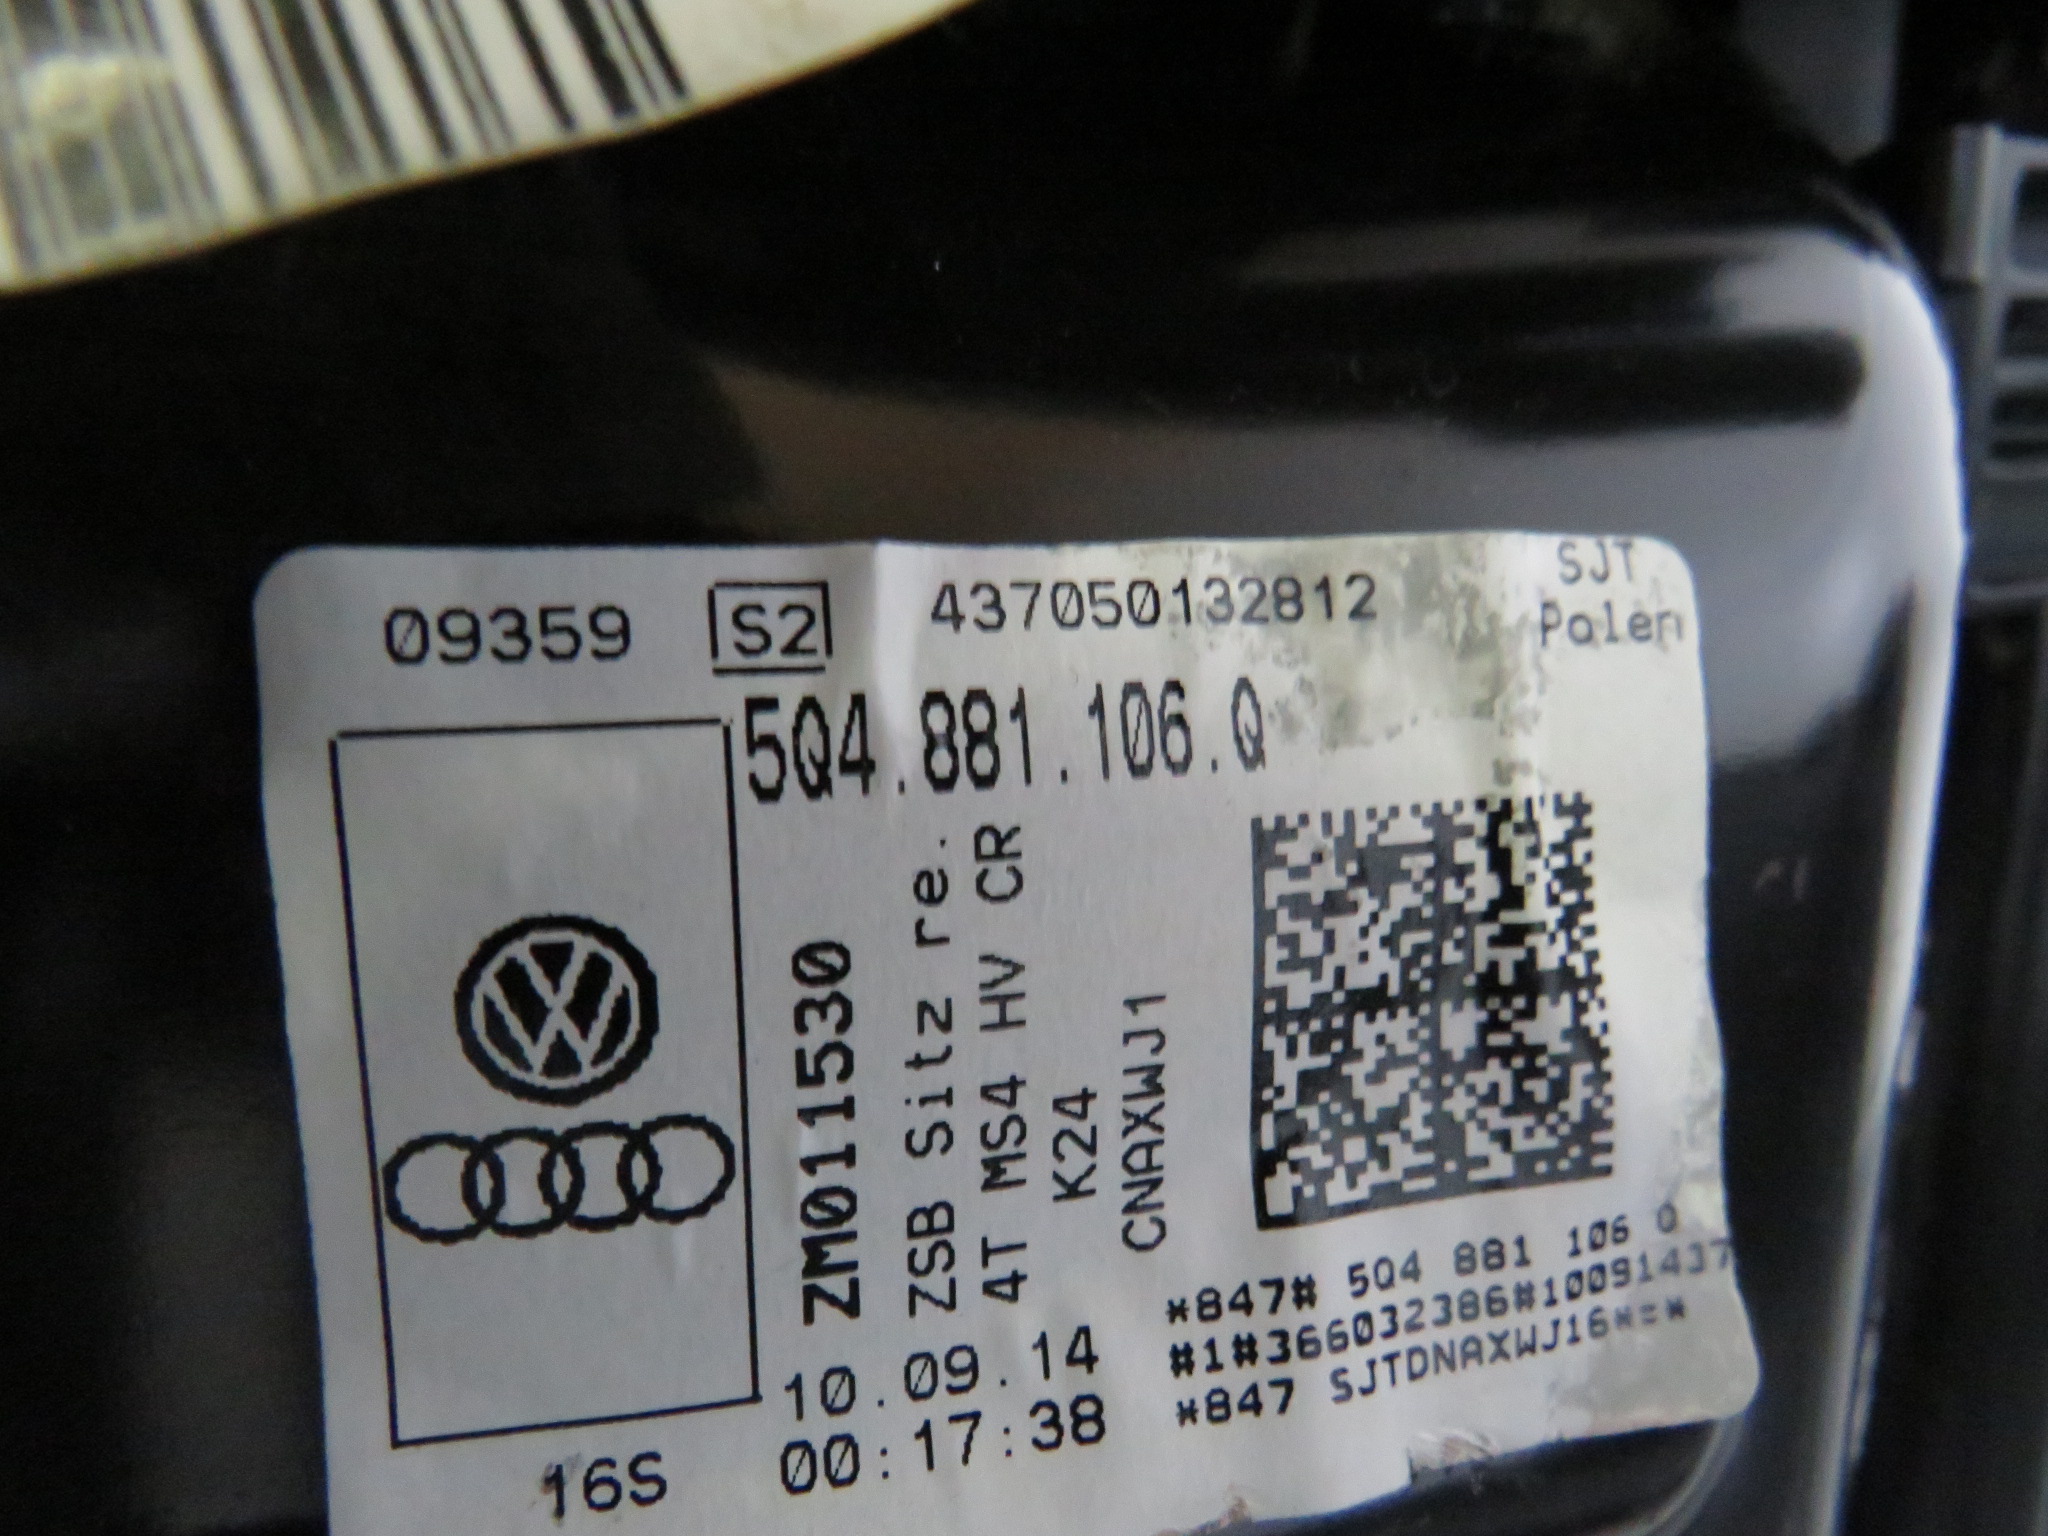 09359 S2 437050132812
SJT
Polen
5Q4.881.106.Q
ZM011530
ZSB Sitz re.
4T MS4 HV CR
K24
CNAXWJ1
*847# 5Q4 881 106 Q
#1#366032386#10091437
*847 SJTDNAXWJ16*=*
10.09.14
00:17:38
16S